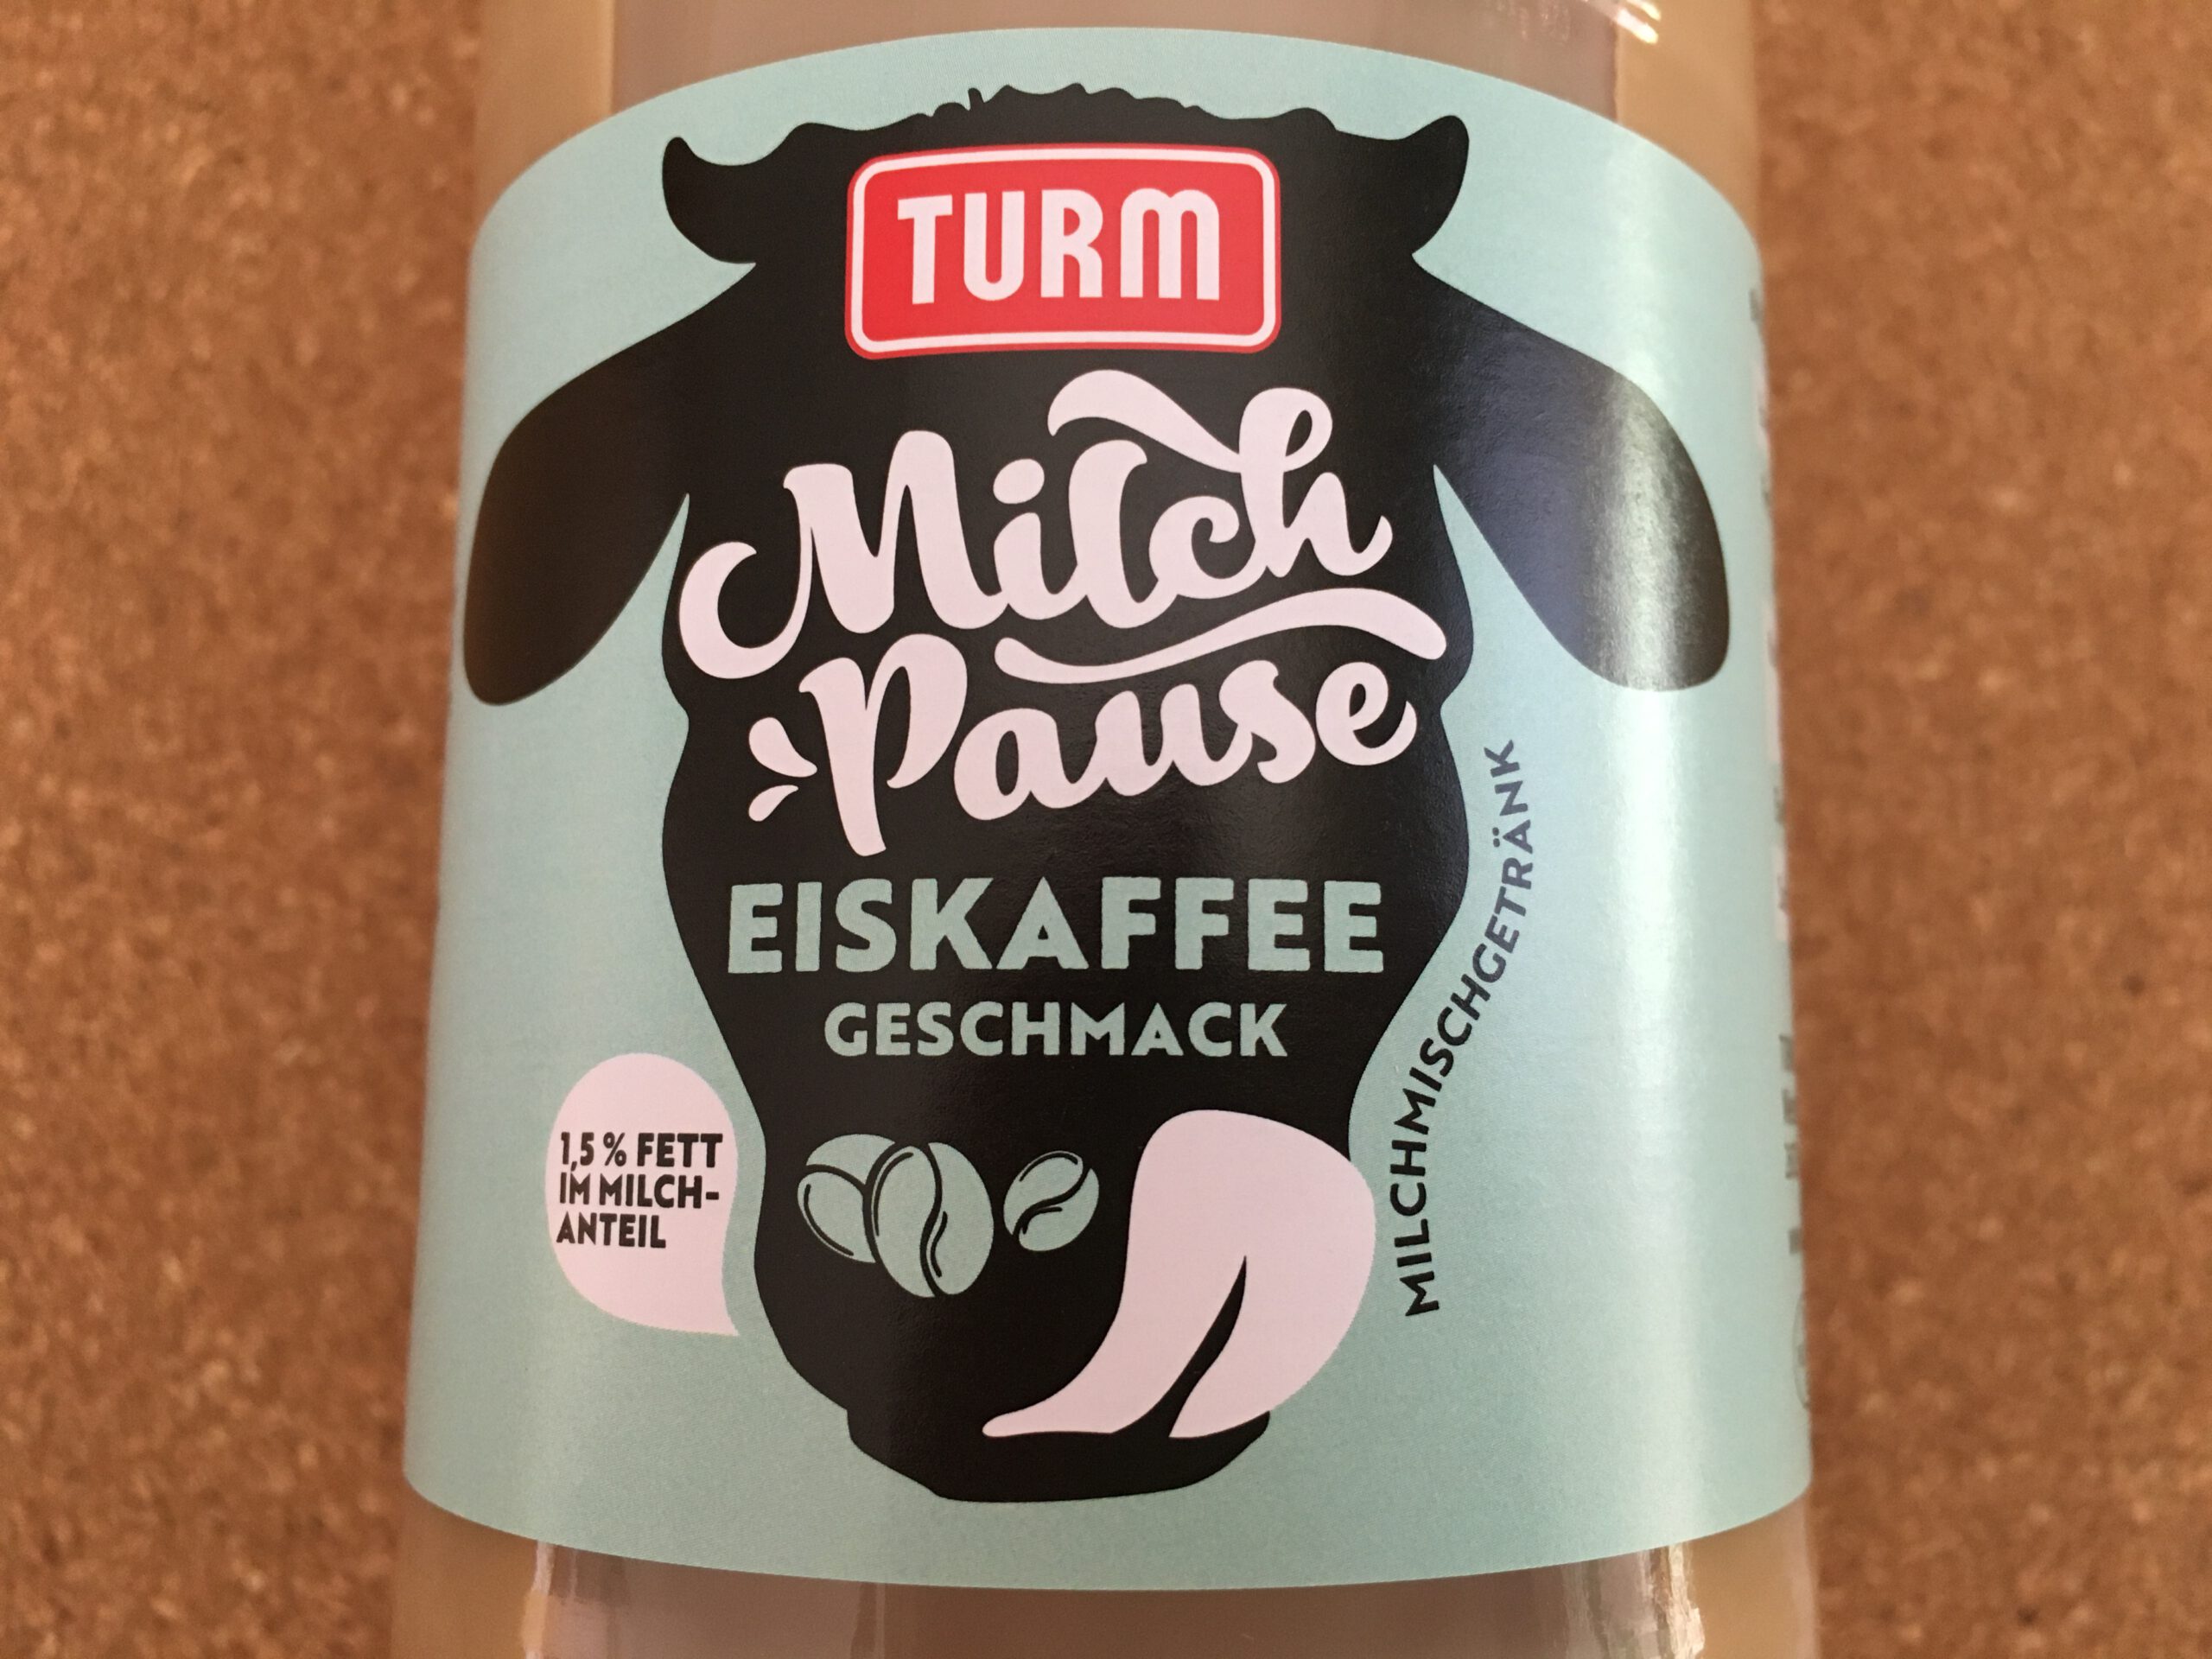 TURM
Milch
Pause
EISKAFFEE
GESCHMACK
1,5 % FETT
IM MILCH-
ANTEIL
MILCHMISCHGETRÄNK